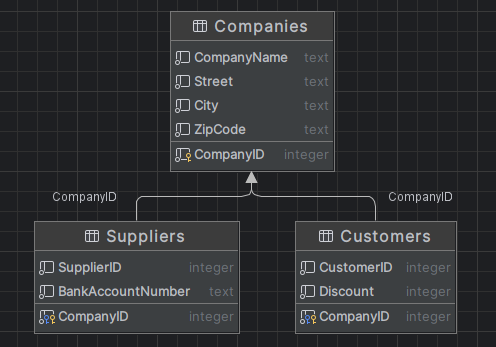 Companies
CompanyName text
Street text
City text
ZipCode text
CompanyID integer
CompanyID CompanyID
Suppliers
SupplierID integer
BankAccountNumber text
CompanyID integer
Customers
CustomerID integer
Discount integer
CompanyID integer